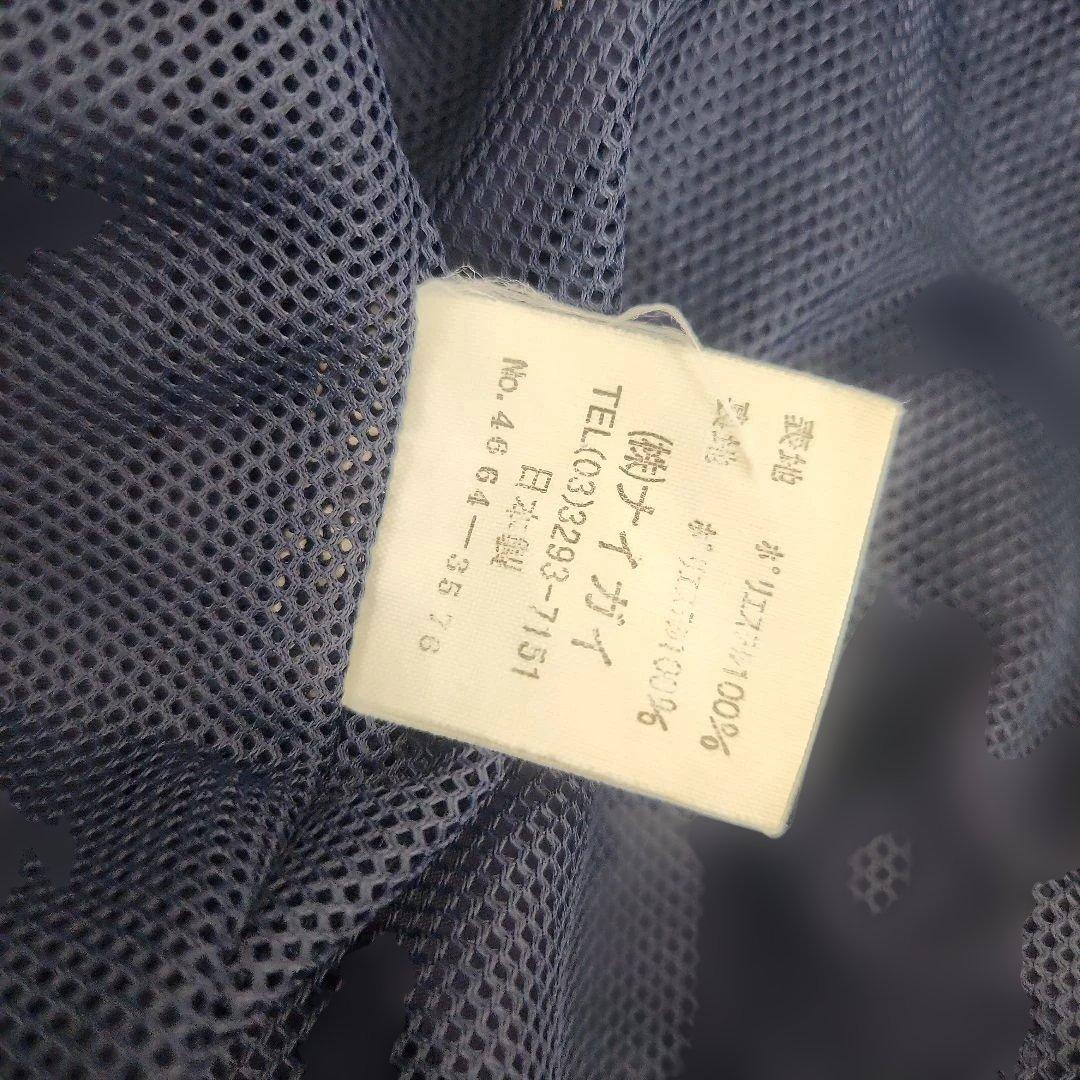 表地 ポリエステル100%
裏地 ポリエステル100%
(株)ナイガイ
TEL(03)3293-7151
日本製
No.4664-3576